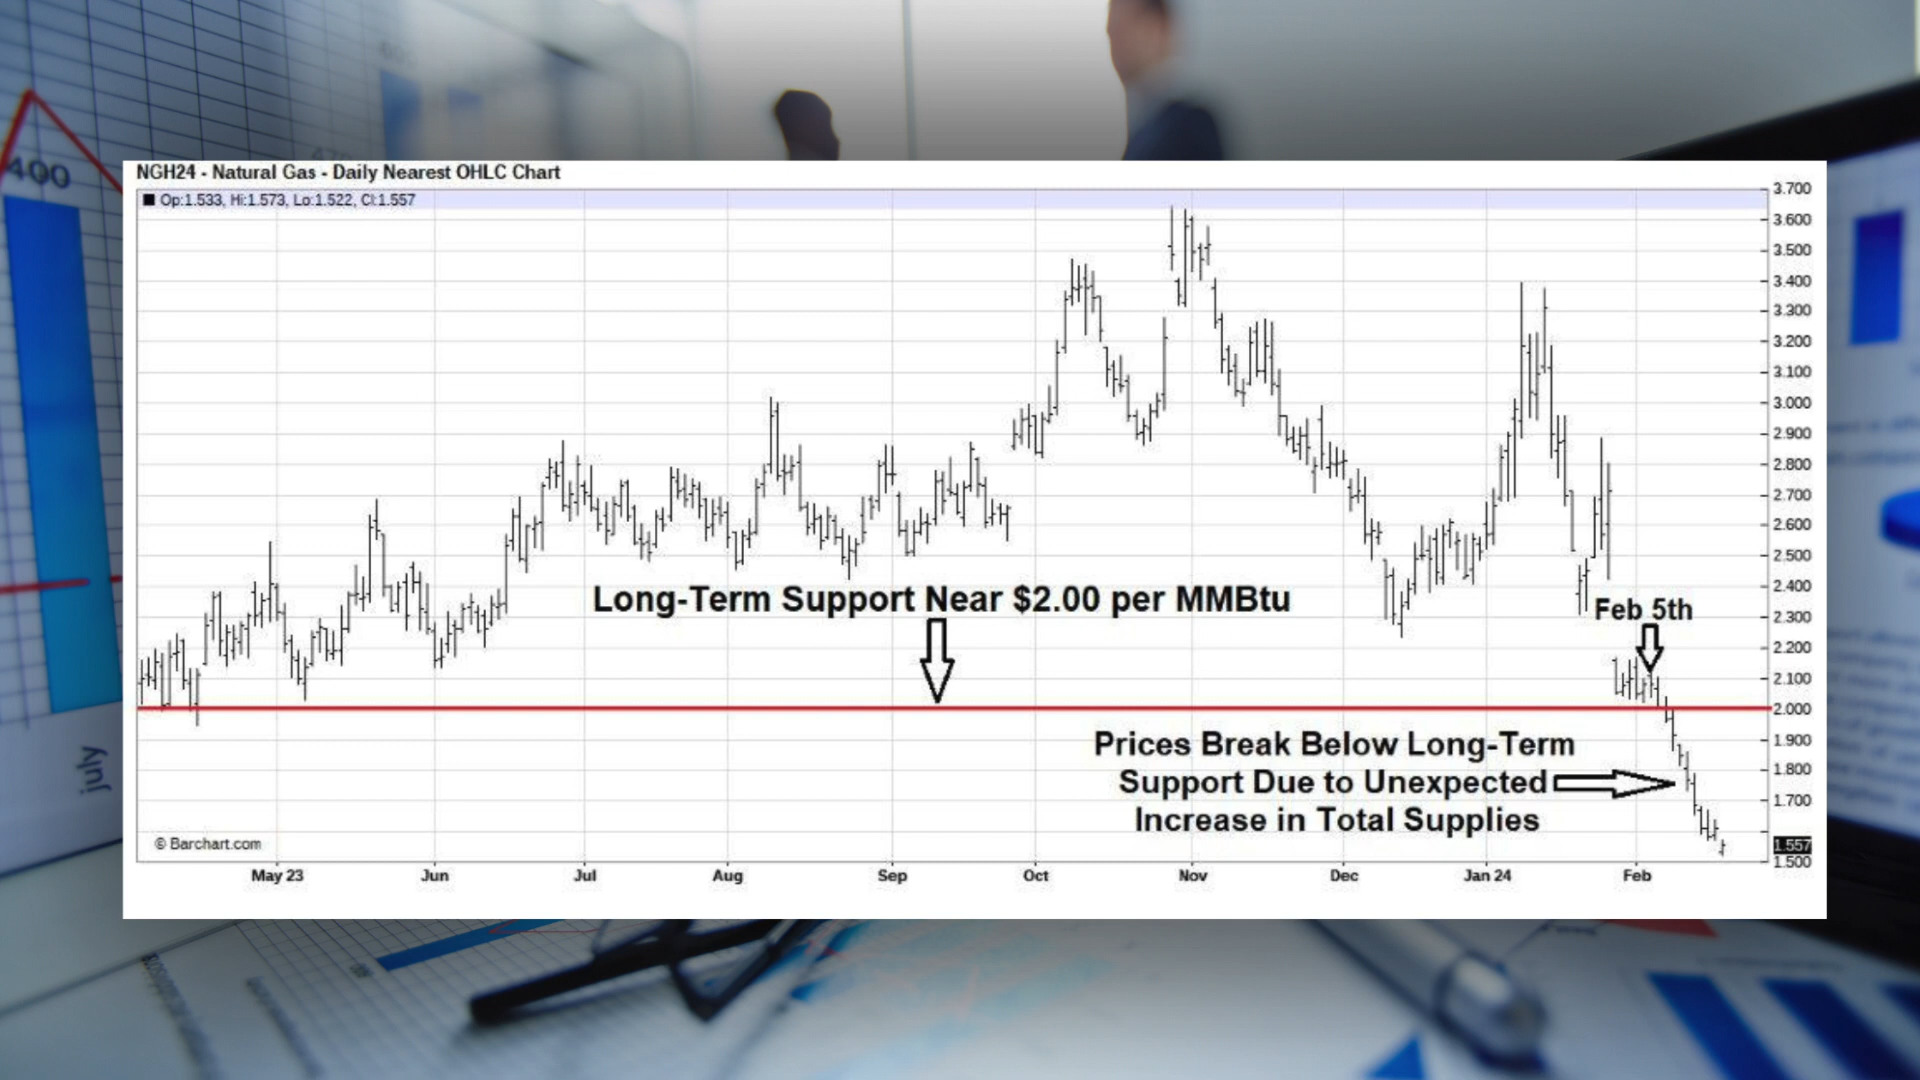 400
july
NGH24 - Natural Gas - Daily Nearest OHLC Chart
Op:1.533, Hi:1.573, Lo:1.522, Cl:1.557
3.700
3.600
3.500
3.400
3.300
3.200
3.100
3.000
2.900
2.800
2.700
2.600
2.500
2.400
2.300
2.200
2.100
2.000
1.900
1.800
1.700
1.557
1.500
Long-Term Support Near $2.00 per MMBtu
Feb 5th
Prices Break Below Long-Term
Support Due to Unexpected
Increase in Total Supplies
© Barchart.com
May 23 Jun Jul Aug Sep Oct Nov Dec Jan 24 Feb